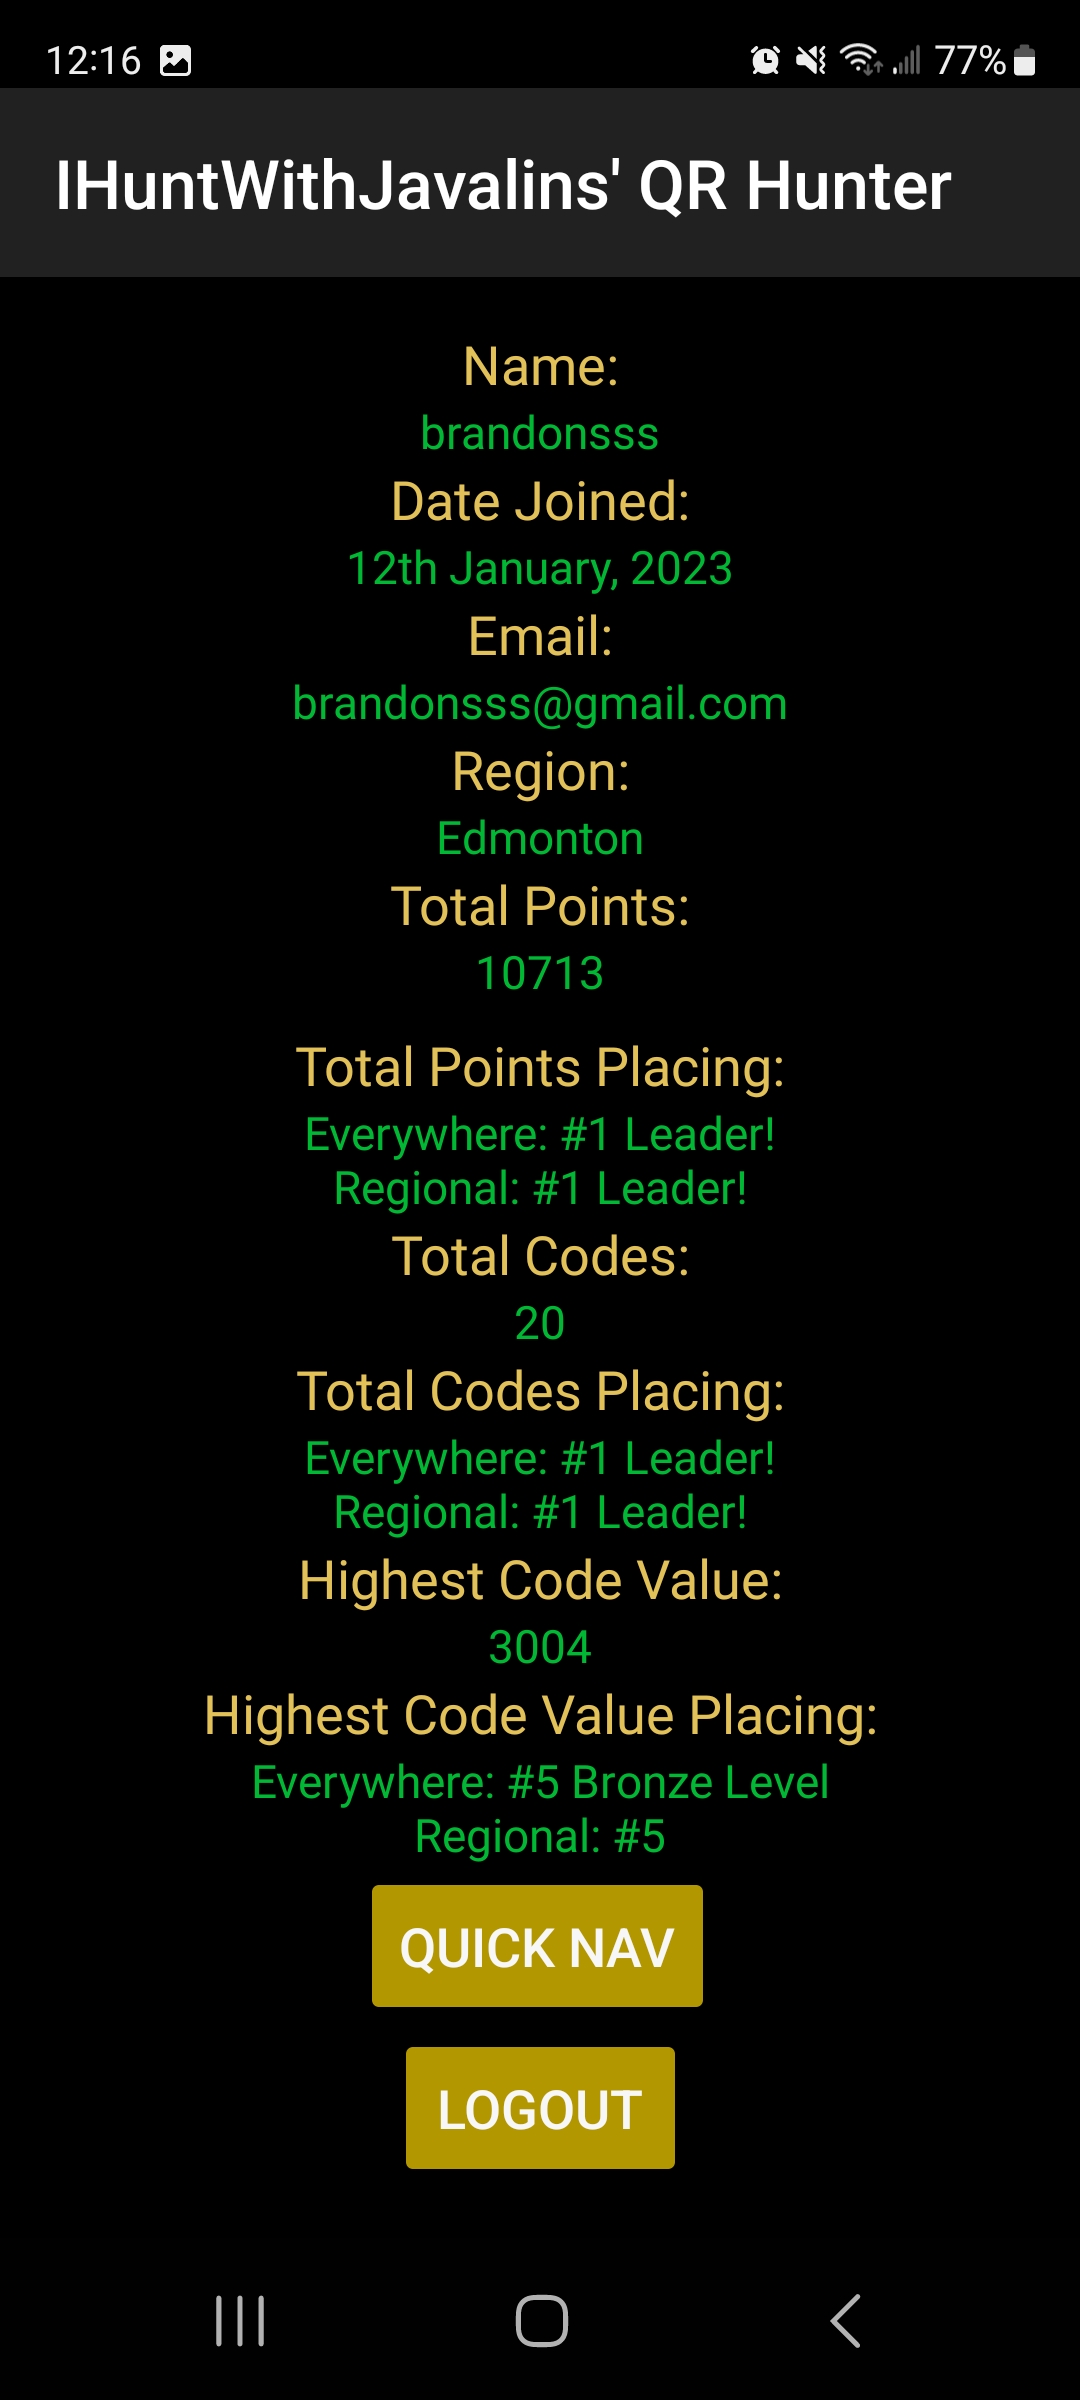 12:16
77%
IHuntWithJavalins' QR Hunter
Name:
brandonsss
Date Joined:
12th January, 2023
Email:
brandonsss@gmail.com
Region:
Edmonton
Total Points:
10713
Total Points Placing:
Everywhere: #1 Leader!
Regional: #1 Leader!
Total Codes:
20
Total Codes Placing:
Everywhere: #1 Leader!
Regional: #1 Leader!
Highest Code Value:
3004
Highest Code Value Placing:
Everywhere: #5 Bronze Level
Regional: #5
QUICK NAV
LOGOUT